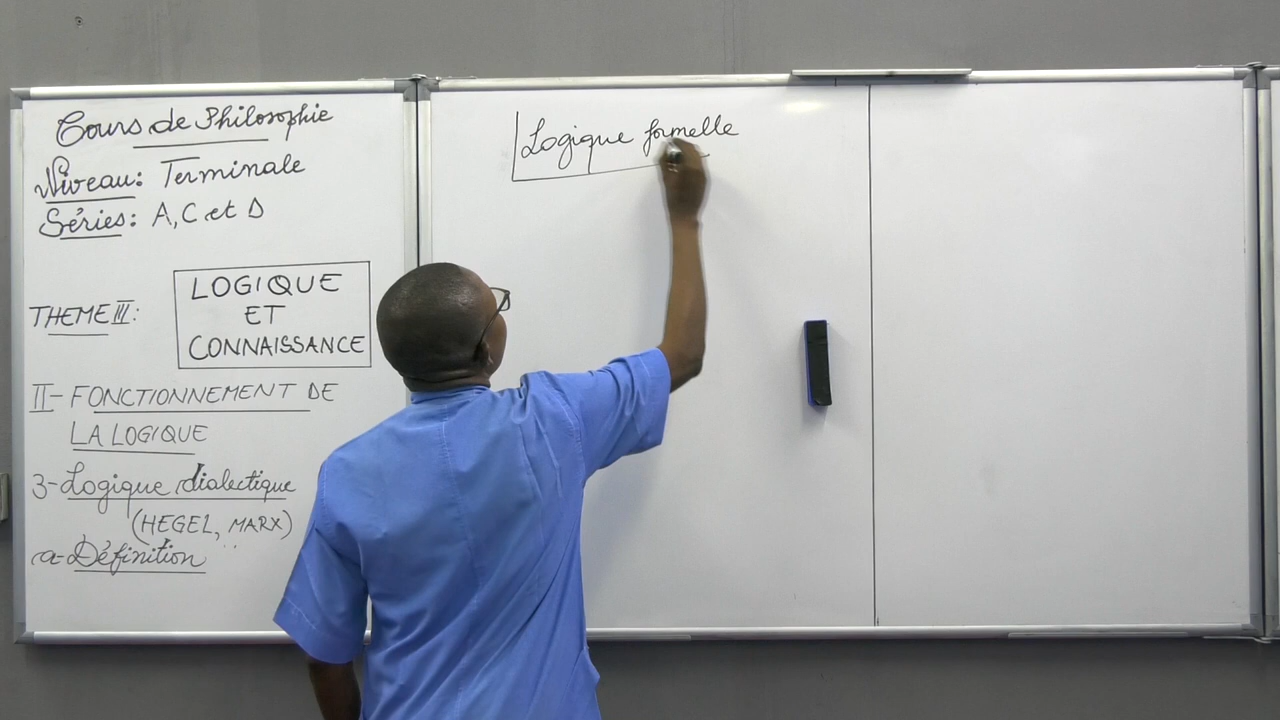 Cours de Philosophie
Niveau: Terminale
Séries: A, C et D
THEME III:
LOGIQUE
ET
CONNAISSANCE
II- FONCTIONNEMENT DE
LA LOGIQUE
3- Logique dialectique
(HEGEL, MARX)
a- Définition
Logique formelle